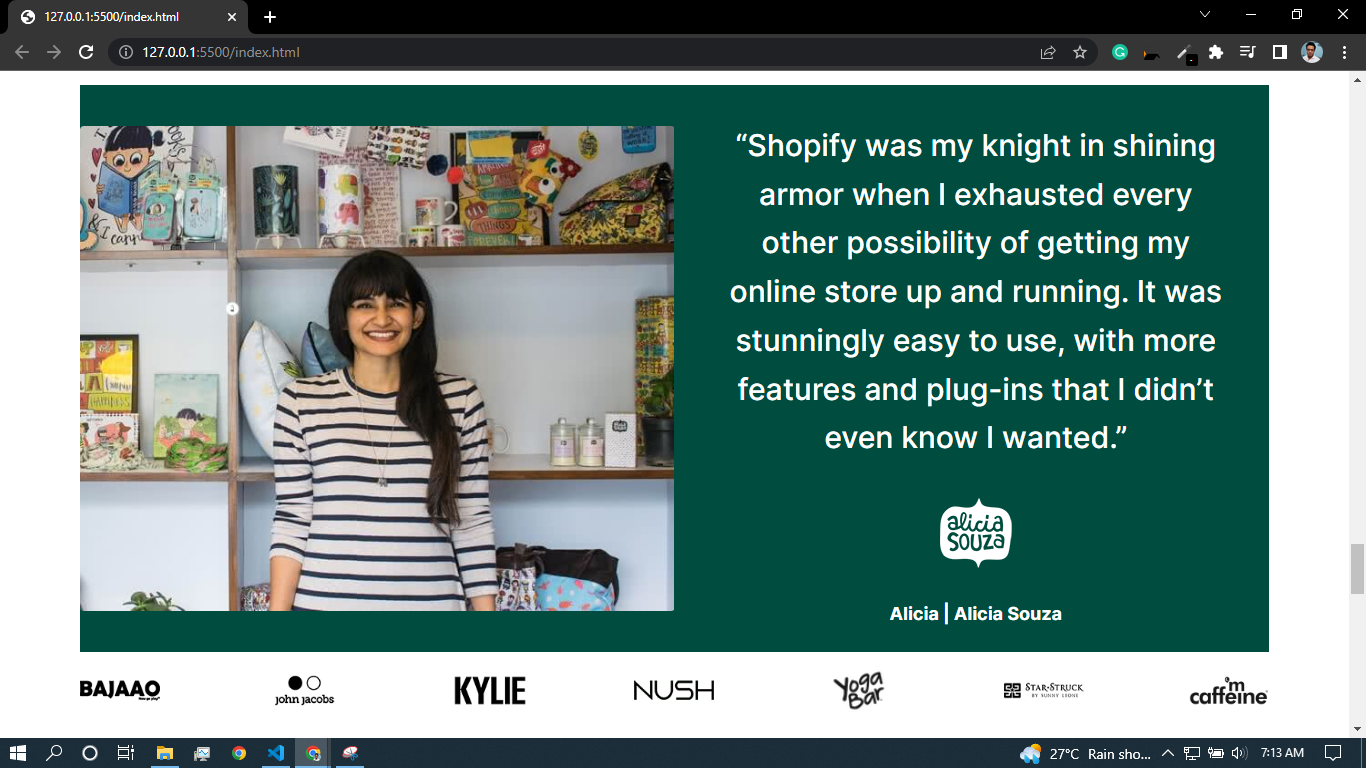 127.0.0.1:5500/index.html
127.0.0.1:5500/index.html
“Shopify was my knight in shining
armor when I exhausted every
other possibility of getting my
online store up and running. It was
stunningly easy to use, with more
features and plug-ins that I didn’t
even know I wanted.”
alicia
SOUZA
Alicia | Alicia Souza
BAJAAO
john jacobs
KYLIE
NUSH
Yoga
Bar
STAR·STRUCK
BY SUNNY LEONE
I'm
caffeine
27°C Rain sho...
7:13 AM